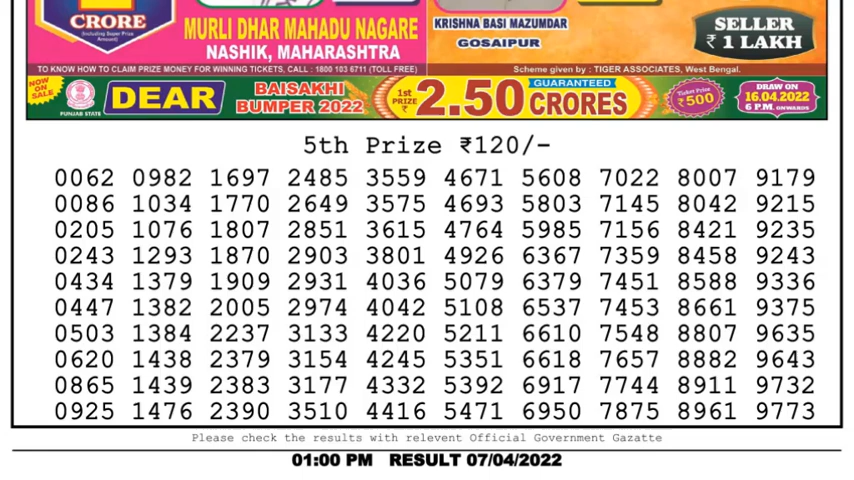 CRORE
(Including Super Prize Amount)
MURLI DHAR MAHADU NAGARE
NASHIK, MAHARASHTRA
KRISHNA BASI MAZUMDAR
GOSAIPUR
SELLER
₹ 1 LAKH
TO KNOW HOW TO CLAIM PRIZE MONEY FOR WINNING TICKETS, CALL : 1800 103 6711 (TOLL FREE)
Scheme given by : TIGER ASSOCIATES, West Bengal.
NOW ON SALE
PUNJAB STATE
DEAR
BAISAKHI
BUMPER 2022
1st PRIZE ₹
2.50
GUARANTEED
CRORES
Ticket Price
₹500
DRAW ON
16.04.2022
6 P.M. ONWARDS
5th Prize ₹120/-
0062 0982 1697 2485 3559 4671 5608 7022 8007 9179
0086 1034 1770 2649 3575 4693 5803 7145 8042 9215
0205 1076 1807 2851 3615 4764 5985 7156 8421 9235
0243 1293 1870 2903 3801 4926 6367 7359 8458 9243
0434 1379 1909 2931 4036 5079 6379 7451 8588 9336
0447 1382 2005 2974 4042 5108 6537 7453 8661 9375
0503 1384 2237 3133 4220 5211 6610 7548 8807 9635
0620 1438 2379 3154 4245 5351 6618 7657 8882 9643
0865 1439 2383 3177 4332 5392 6917 7744 8911 9732
0925 1476 2390 3510 4416 5471 6950 7875 8961 9773
Please check the results with relevent Official Government Gazatte
01:00 PM RESULT 07/04/2022